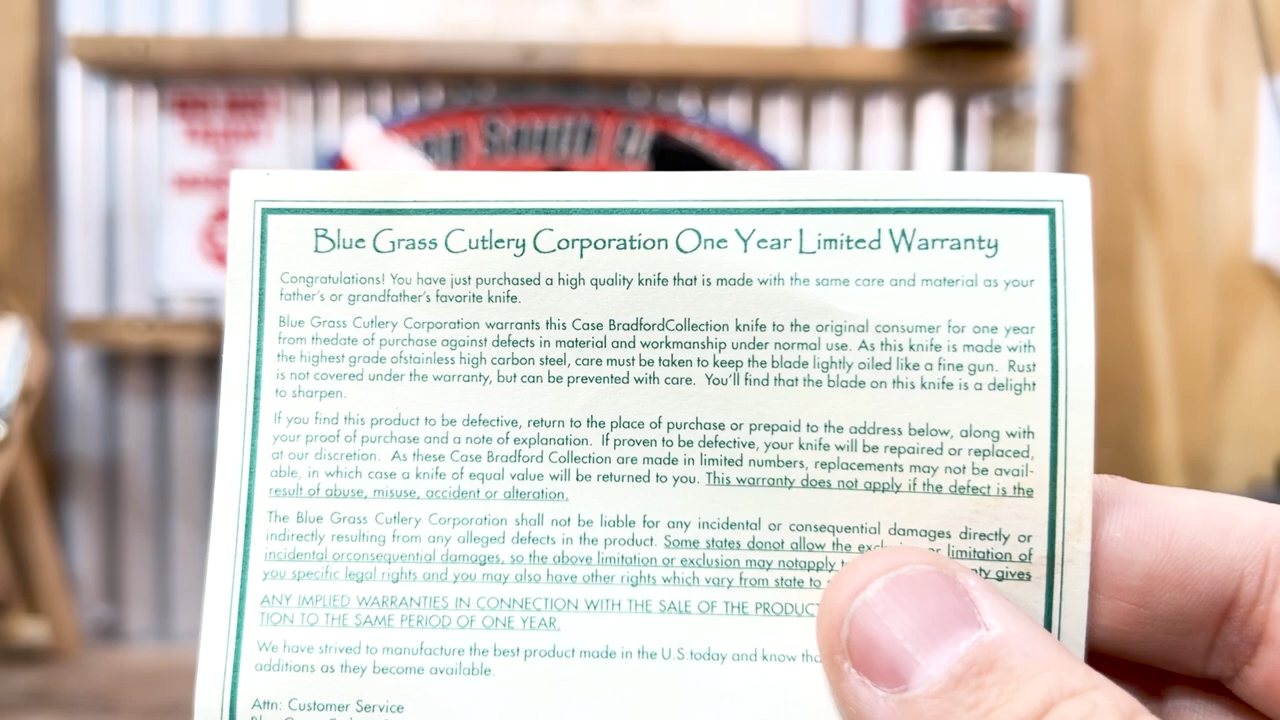 South
Blue Grass Cutlery Corporation One Year Limited Warranty
Congratulations! You have just purchased a high quality knife that is made with the same care and material as your
father's or grandfather's favorite knife.
Blue Grass Cutlery Corporation warrants this Case BradfordCollection knife to the original consumer for one year
from thedate of purchase against defects in material and workmanship under normal use. As this knife is made with
the highest grade ofstainless high carbon steel, care must be taken to keep the blade lightly oiled like a fine gun. Rust
is not covered under the warranty, but can be prevented with care. You'll find that the blade on this knife is a delight
to sharpen.
If you find this product to be defective, return to the place of purchase or prepaid to the address below, along with
your proof of purchase and a note of explanation. If proven to be defective, your knife will be repaired or replaced,
at our discretion. As these Case Bradford Collection are made in limited numbers, replacements may not be avail-
able, in which case a knife of equal value will be returned to you. This warranty does not apply if the defect is the
result of abuse, misuse, accident or alteration.
The Blue Grass Cutlery Corporation shall not be liable for any incidental or consequential damages directly or
indirectly resulting from any alleged defects in the product. Some states donot allow the limitation of
incidental orconsequential damages, so the above limitation or exclusion may notapply gives
you specific legal rights and you may also have other rights which vary from state to
ANY IMPLIED WARRANTIES IN CONNECTION WITH THE SALE OF THE PRODUCT
TION TO THE SAME PERIOD OF ONE YEAR.
We have strived to manufacture the best product made in the U.S.today and know
additions as they become available.
Attn: Customer Service